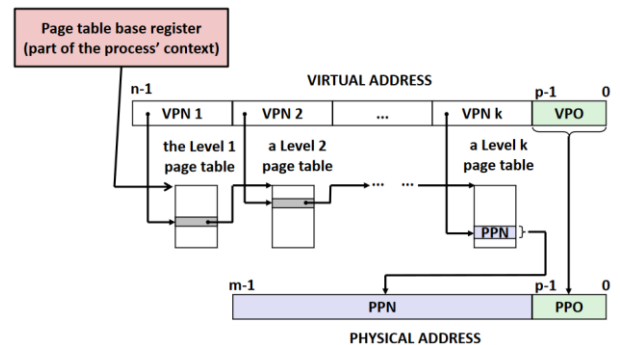 Page table base register
(part of the process' context)
VIRTUAL ADDRESS
n-1
p-1
0
VPN 1
VPN 2
...
VPN k
VPO
the Level 1
page table
a Level 2
page table
a Level k
page table
... ...
PPN
m-1
p-1
0
PPN
PPO
PHYSICAL ADDRESS